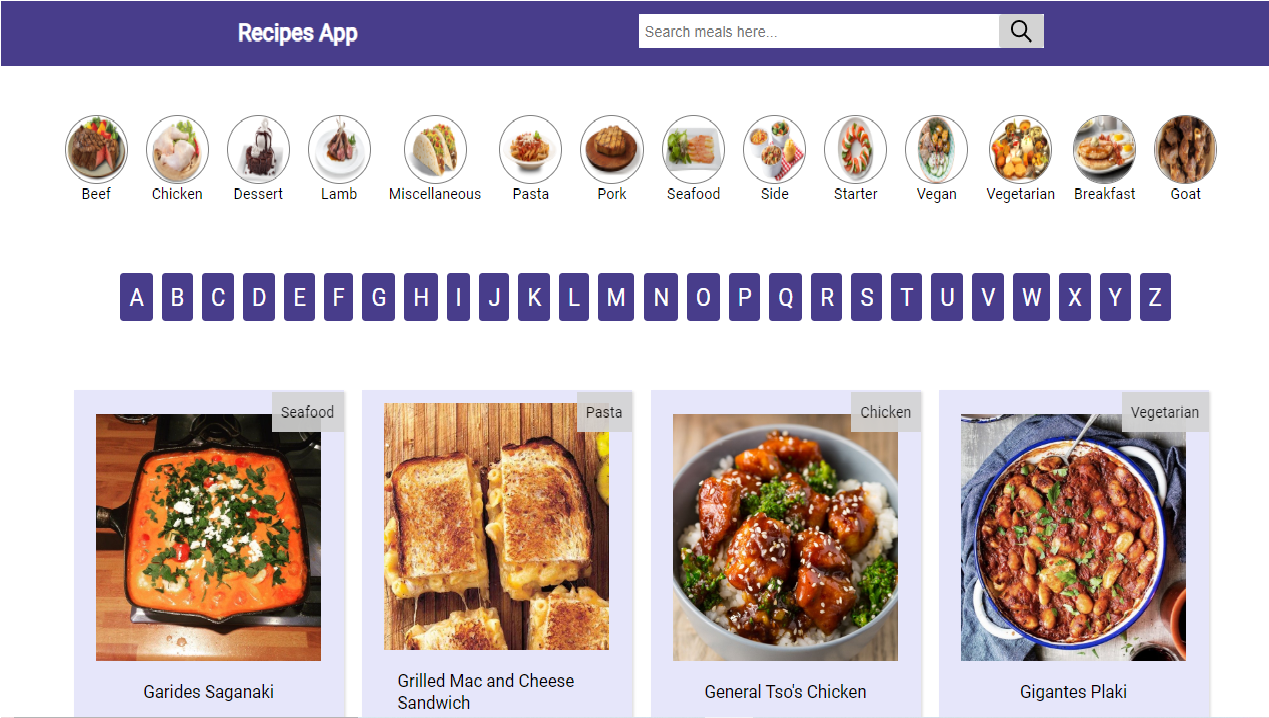 Recipes App
Search meals here...
Beef Chicken Dessert Lamb Miscellaneous Pasta Pork Seafood Side Starter Vegan Vegetarian Breakfast Goat
A B C D E F G H I J K L M N O P Q R S T U V W X Y Z
Seafood Pasta Chicken Vegetarian
Garides Saganaki
Grilled Mac and Cheese
Sandwich
General Tso's Chicken
Gigantes Plaki